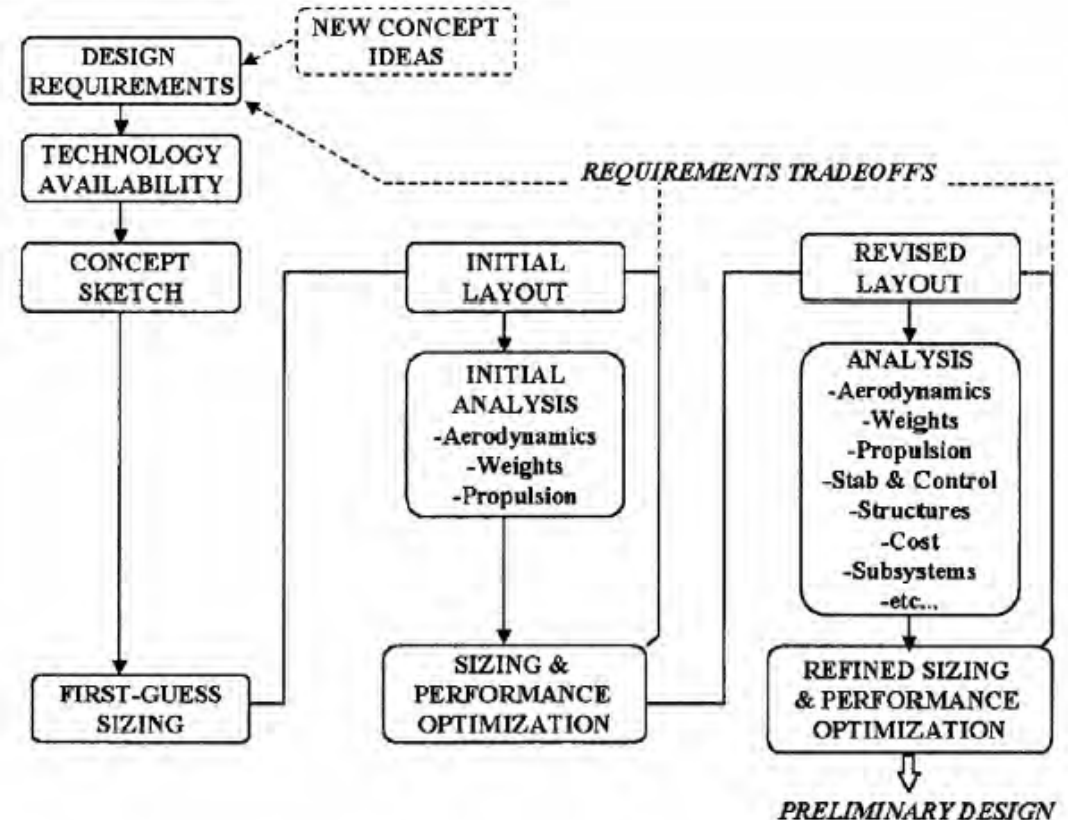 NEW CONCEPT
IDEAS
DESIGN
REQUIREMENTS
TECHNOLOGY
AVAILABILITY
REQUIREMENTS TRADEOFFS
CONCEPT
SKETCH
FIRST-GUESS
SIZING
INITIAL
LAYOUT
INITIAL
ANALYSIS
-Aerodynamics
-Weights
-Propulsion
SIZING &
PERFORMANCE
OPTIMIZATION
REVISED
LAYOUT
ANALYSIS
-Aerodynamics
-Weights
-Propulsion
-Stab & Control
-Structures
-Cost
-Subsystems
-etc...
REFINED SIZING
& PERFORMANCE
OPTIMIZATION
PRELIMINARY DESIGN